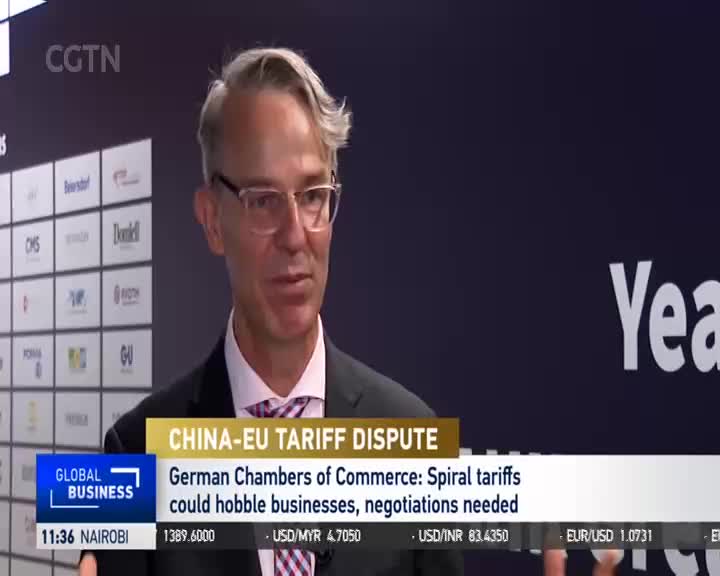 CGTN
Beiersdorf
CMS
Yea
CHINA-EU TARIFF DISPUTE
GLOBAL
BUSINESS
German Chambers of Commerce: Spiral tariffs
could hobble businesses, negotiations needed
11:36 NAIROBI
1389.6000 · USD/MYR 4.7050 · USD/INR 83.4350 · EUR/USD 1.0731 · E